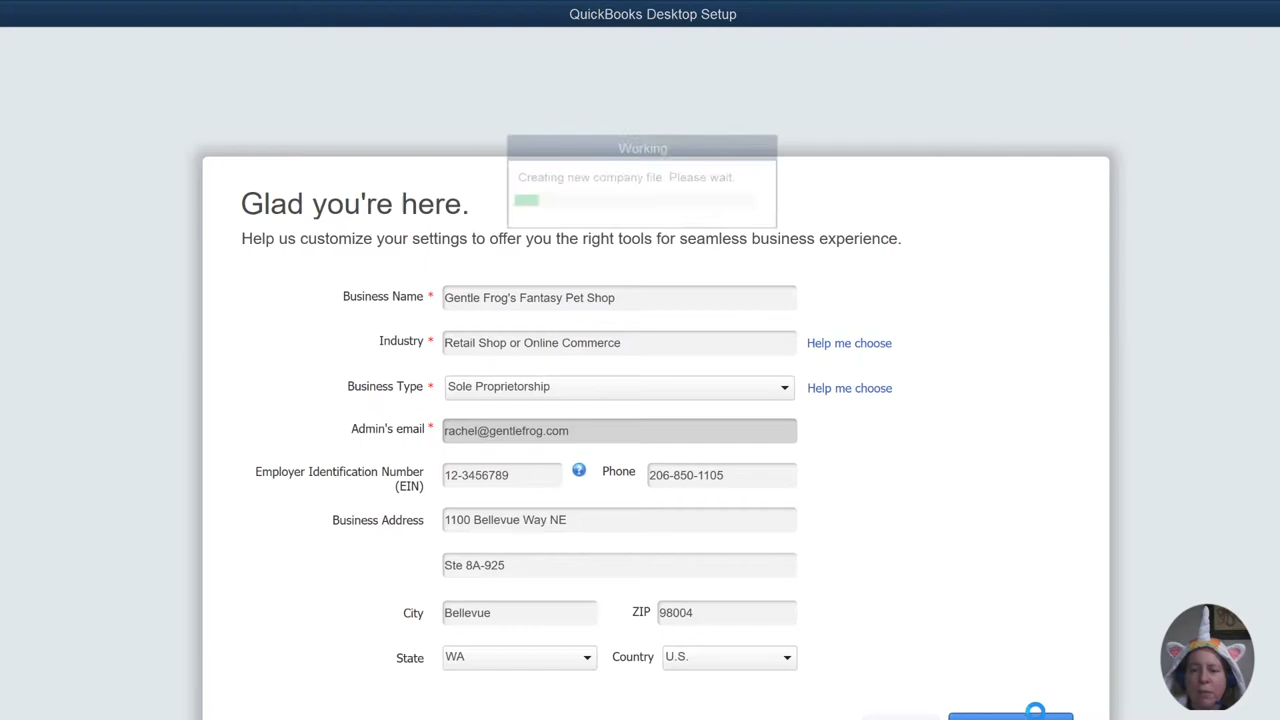 QuickBooks Desktop Setup
Working
Creating new company file. Please wait.
Glad you're here.
Help us customize your settings to offer you the right tools for seamless business experience.
Business Name * Gentle Frog's Fantasy Pet Shop
Industry * Retail Shop or Online Commerce Help me choose
Business Type * Sole Proprietorship Help me choose
Admin's email * rachel@gentlefrog.com
Employer Identification Number
(EIN) 12-3456789 ? Phone 206-850-1105
Business Address 1100 Bellevue Way NE
Ste 8A-925
City Bellevue ZIP 98004
State WA Country U.S.